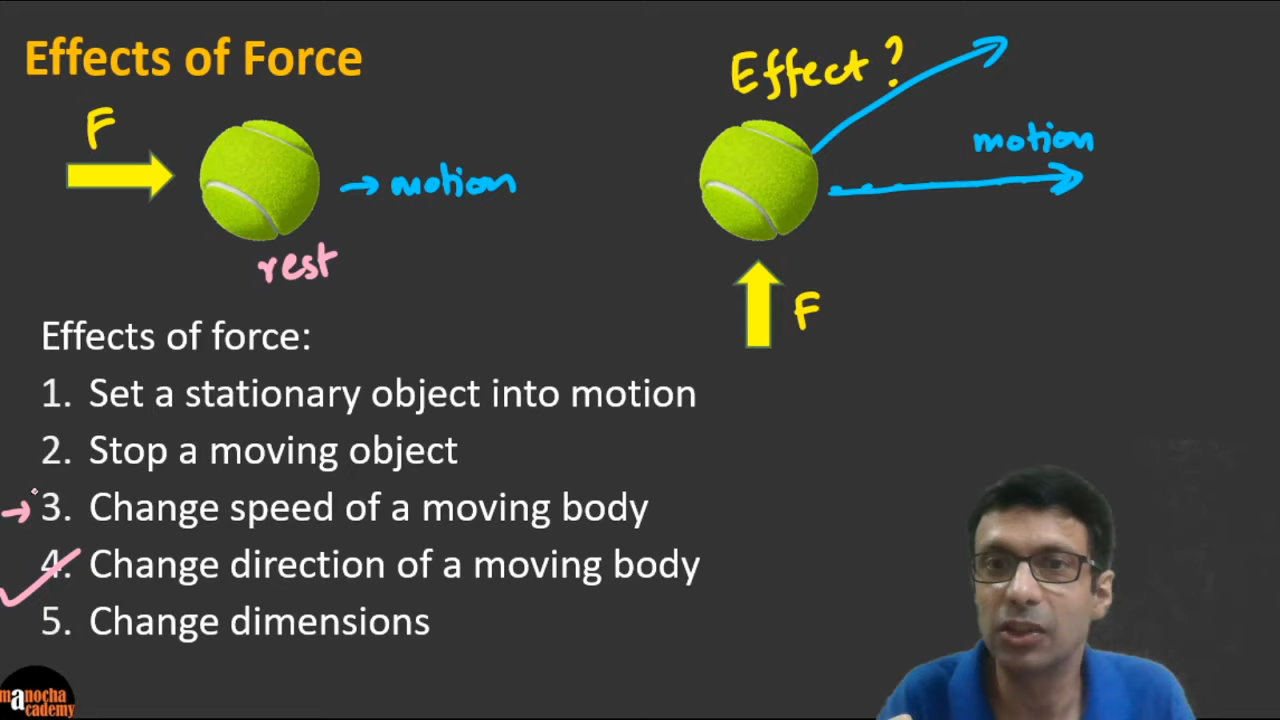 Effects of Force
F
→ motion
rest
Effect?
motion
F
Effects of force:
1. Set a stationary object into motion
2. Stop a moving object
3. Change speed of a moving body
4. Change direction of a moving body
5. Change dimensions
manocha
academy